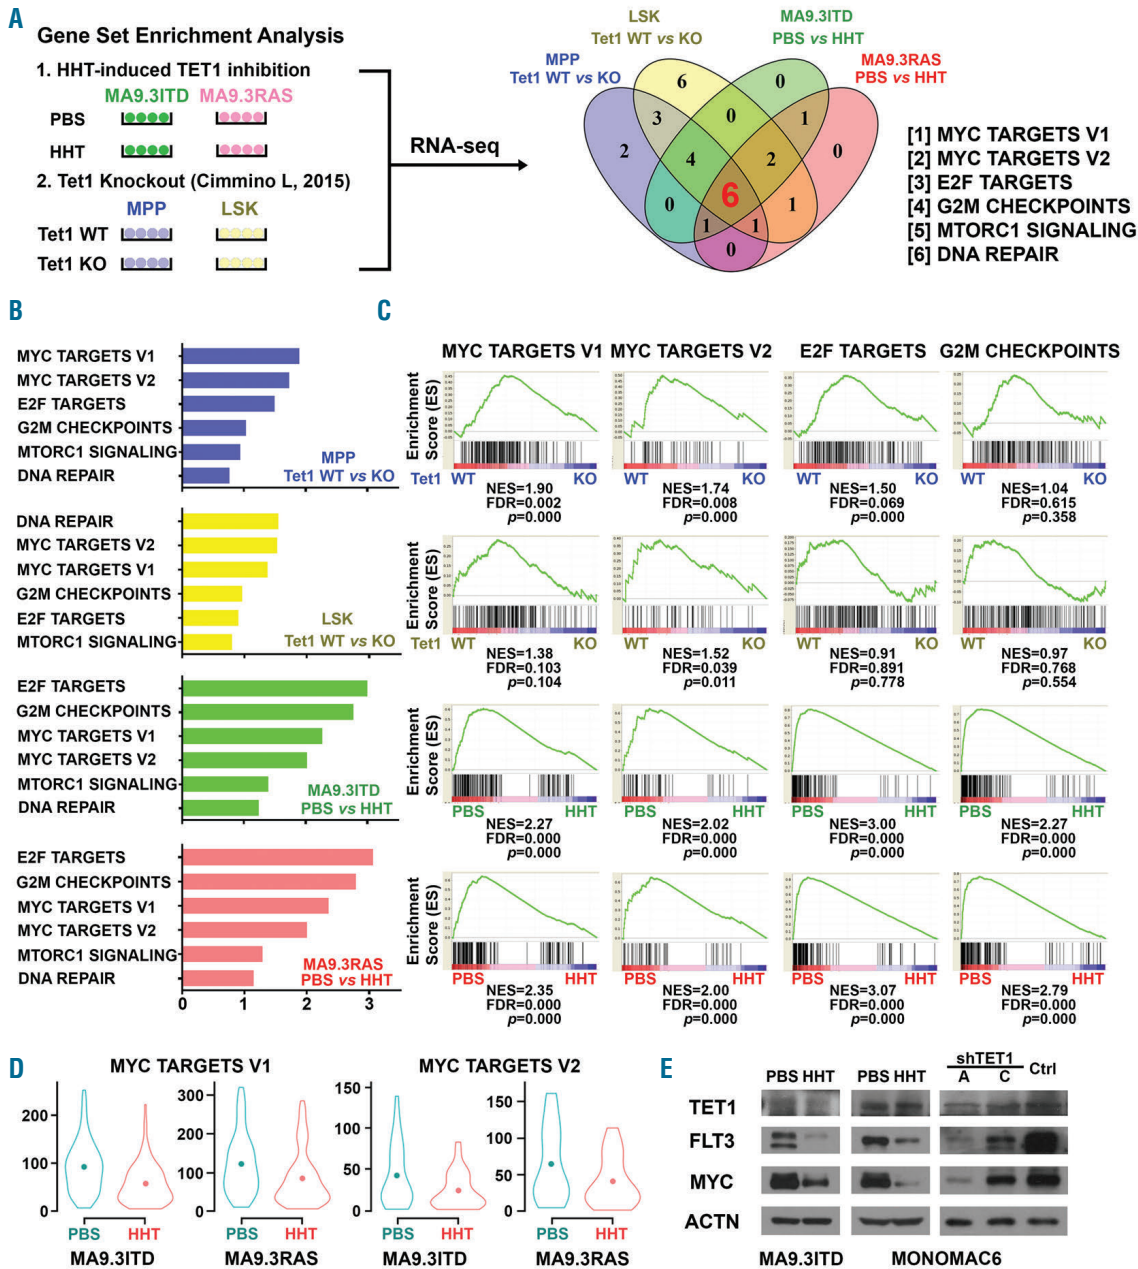 A
Gene Set Enrichment Analysis
1. HHT-induced TET1 inhibition
MA9.3ITD MA9.3RAS
PBS
HHT
2. Tet1 Knockout (Cimmino L, 2015)
MPP LSK
Tet1 WT
Tet1 KO
RNA-seq
LSK
Tet1 WT vs KO
MA9.3ITD
PBS vs HHT
MPP
Tet1 WT vs KO
MA9.3RAS
PBS vs HHT
6 0
3 0 1
2 4 2 0
6
0 1
1 1
0
[1] MYC TARGETS V1
[2] MYC TARGETS V2
[3] E2F TARGETS
[4] G2M CHECKPOINTS
[5] MTORC1 SIGNALING
[6] DNA REPAIR
B
MYC TARGETS V1
MYC TARGETS V2
E2F TARGETS
G2M CHECKPOINTS
MTORC1 SIGNALING
DNA REPAIR
MPP
Tet1 WT vs KO
DNA REPAIR
MYC TARGETS V2
MYC TARGETS V1
G2M CHECKPOINTS
E2F TARGETS
MTORC1 SIGNALING
LSK
Tet1 WT vs KO
E2F TARGETS
G2M CHECKPOINTS
MYC TARGETS V1
MYC TARGETS V2
MTORC1 SIGNALING
DNA REPAIR
MA9.3ITD
PBS vs HHT
E2F TARGETS
G2M CHECKPOINTS
MYC TARGETS V1
MYC TARGETS V2
MTORC1 SIGNALING
DNA REPAIR
MA9.3RAS
PBS vs HHT
0 1 2 3
C
MYC TARGETS V1 MYC TARGETS V2 E2F TARGETS G2M CHECKPOINTS
Enrichment
Score (ES)
Tet1 WT KO WT KO WT KO WT KO
NES=1.90 NES=1.74 NES=1.50 NES=1.04
FDR=0.002 FDR=0.008 FDR=0.069 FDR=0.615
p=0.000 p=0.000 p=0.000 p=0.358
Enrichment
Score (ES)
Tet1 WT KO WT KO WT KO WT KO
NES=1.38 NES=1.52 NES=0.91 NES=0.97
FDR=0.103 FDR=0.039 FDR=0.891 FDR=0.768
p=0.104 p=0.011 p=0.778 p=0.554
Enrichment
Score (ES)
PBS HHT PBS HHT PBS HHT PBS HHT
NES=2.27 NES=2.02 NES=3.00 NES=2.27
FDR=0.000 FDR=0.000 FDR=0.000 FDR=0.000
p=0.000 p=0.000 p=0.000 p=0.000
Enrichment
Score (ES)
PBS HHT PBS HHT PBS HHT PBS HHT
NES=2.35 NES=2.00 NES=3.07 NES=2.79
FDR=0.000 FDR=0.000 FDR=0.000 FDR=0.000
p=0.000 p=0.000 p=0.000 p=0.000
D
MYC TARGETS V1 MYC TARGETS V2
200
100
0
PBS HHT
MA9.3ITD
300
200
100
0
PBS HHT
MA9.3RAS
150
100
50
0
PBS HHT
MA9.3ITD
150
100
50
0
PBS HHT
MA9.3RAS
E
shTET1
PBS HHT PBS HHT A C Ctrl
TET1
FLT3
MYC
ACTN
MA9.3ITD MONOMAC6